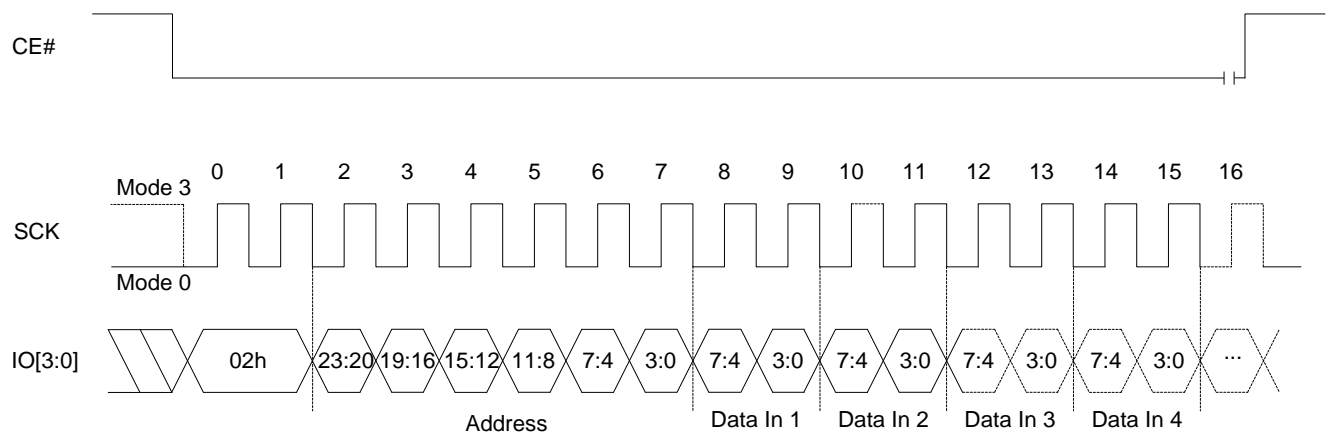 CE#
0 1 2 3 4 5 6 7 8 9 10 11 12 13 14 15 16
Mode 3
SCK
Mode 0
IO[3:0] 02h 23:20 19:16 15:12 11:8 7:4 3:0 7:4 3:0 7:4 3:0 7:4 3:0 7:4 3:0 ...
Address Data In 1 Data In 2 Data In 3 Data In 4